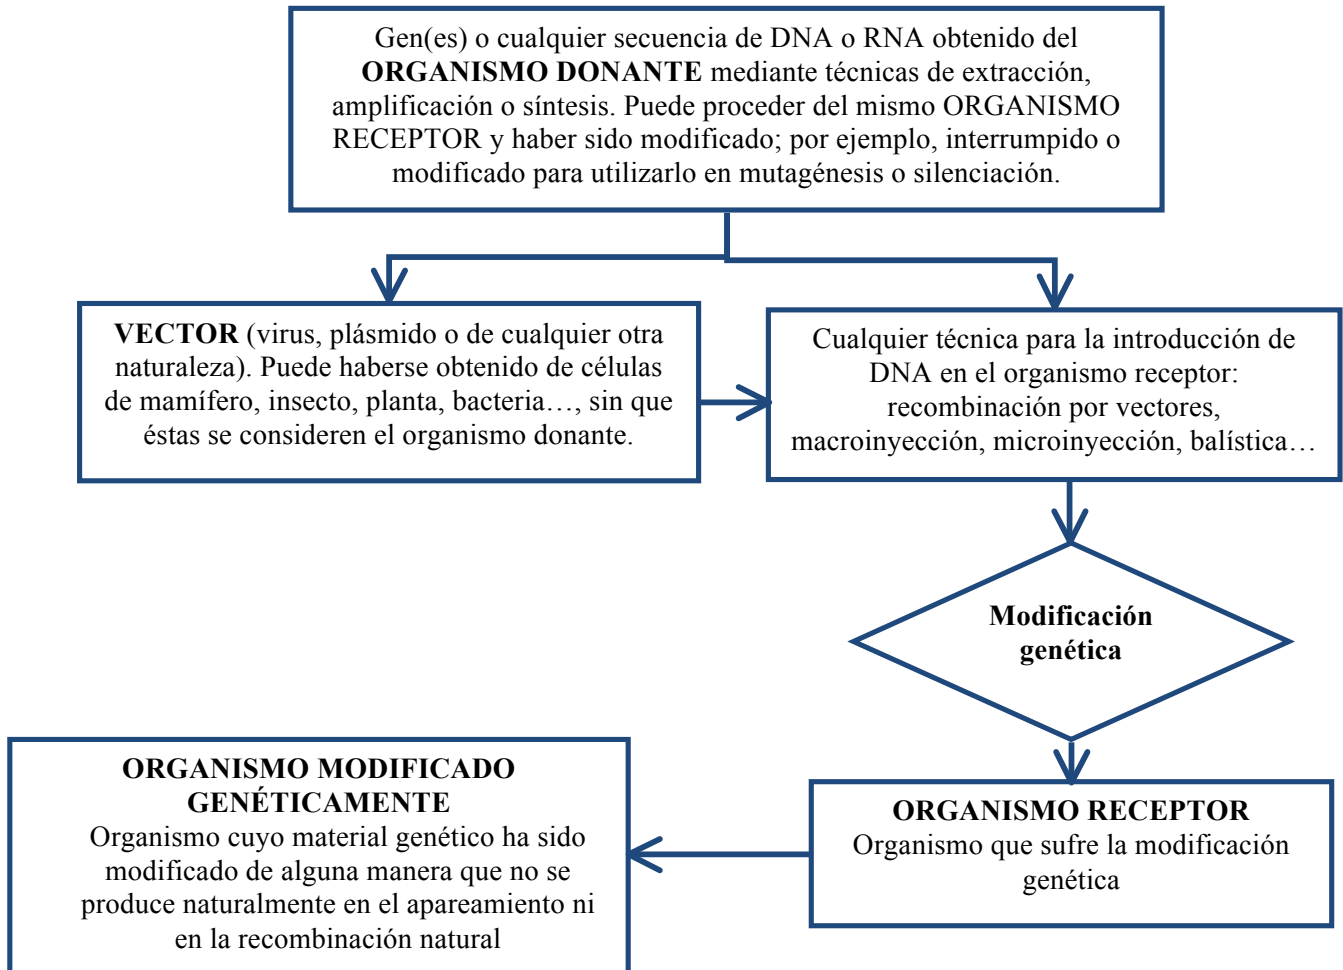 Gen(es) o cualquier secuencia de DNA o RNA obtenido del
ORGANISMO DONANTE mediante técnicas de extracción,
amplificación o síntesis. Puede proceder del mismo ORGANISMO
RECEPTOR y haber sido modificado; por ejemplo, interrumpido o
modificado para utilizarlo en mutagénesis o silenciación.
VECTOR (virus, plásmido o de cualquier otra
naturaleza). Puede haberse obtenido de células
de mamífero, insecto, planta, bacteria…, sin que
éstas se consideren el organismo donante.
Cualquier técnica para la introducción de
DNA en el organismo receptor:
recombinación por vectores,
macroinyección, microinyección, balística…
Modificación
genética
ORGANISMO RECEPTOR
Organismo que sufre la modificación
genética
ORGANISMO MODIFICADO
GENÉTICAMENTE
Organismo cuyo material genético ha sido
modificado de alguna manera que no se
produce naturalmente en el apareamiento ni
en la recombinación natural